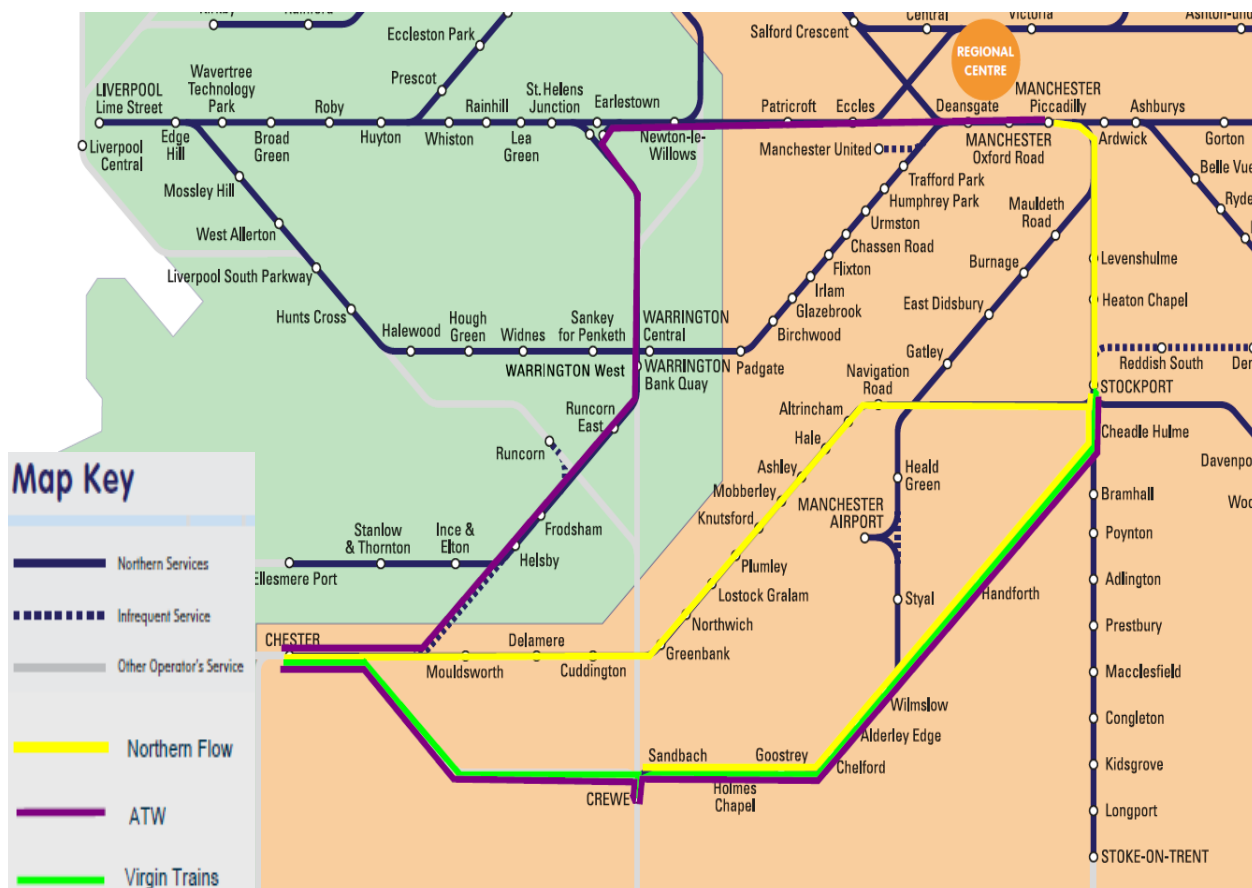 Eccleston Park
Salford Crescent
Central
Victoria
REGIONAL
CENTRE
Prescot
LIVERPOOL
Lime Street
Wavertree
Technology
Park
Roby
Rainhill
St. Helens
Junction
Earlestown
Patricroft
Eccles
Deansgate
MANCHESTER
Piccadilly
Ashburys
Liverpool
Central
Edge
Hill
Broad
Green
Huyton
Whiston
Lea
Green
Newton-le-
Willows
Manchester United
MANCHESTER
Oxford Road
Ardwick
Gorton
Mossley Hill
Trafford Park
Belle Vue
Humphrey Park
Mauldeth
Road
Urmston
West Allerton
Chassen Road
Flixton
Burnage
Levenshulme
Liverpool South Parkway
Irlam
Glazebrook
Birchwood
East Didsbury
Heaton Chapel
Hunts Cross
Halewood
Hough
Green
Widnes
Sankey
for Penketh
WARRINGTON
Central
WARRINGTON West
WARRINGTON
Bank Quay
Padgate
Gatley
Navigation
Road
Reddish South
STOCKPORT
Runcorn
East
Altrincham
Runcorn
Hale
Cheadle Hulme
Ashley
Heald
Green
Mobberley
MANCHESTER
AIRPORT
Knutsford
Bramhall
Stanlow
& Thornton
Ince &
Elton
Frodsham
Helsby
Poynton
Ellesmere Port
Plumley
Lostock Gralam
Styal
Handforth
Adlington
Northwich
Prestbury
CHESTER
Delamere
Greenbank
Mouldsworth
Cuddington
Macclesfield
Wilmslow
Congleton
Alderley Edge
Sandbach
Goostrey
Chelford
Kidsgrove
CREWE
Holmes
Chapel
Longport
STOKE-ON-TRENT
Map Key
Northern Services
Infrequent Service
Other Operator's Service
Northern Flow
ATW
Virgin Trains